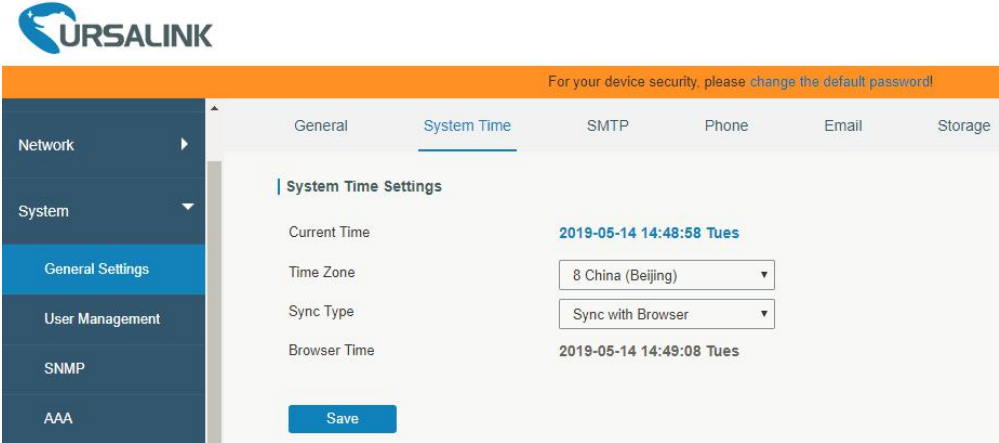 URSALINK
For your device security, please change the default password!
Network
System
General Settings
User Management
SNMP
AAA
General System Time SMTP Phone Email Storage
System Time Settings
Current Time 2019-05-14 14:48:58 Tues
Time Zone 8 China (Beijing)
Sync Type Sync with Browser
Browser Time 2019-05-14 14:49:08 Tues
Save